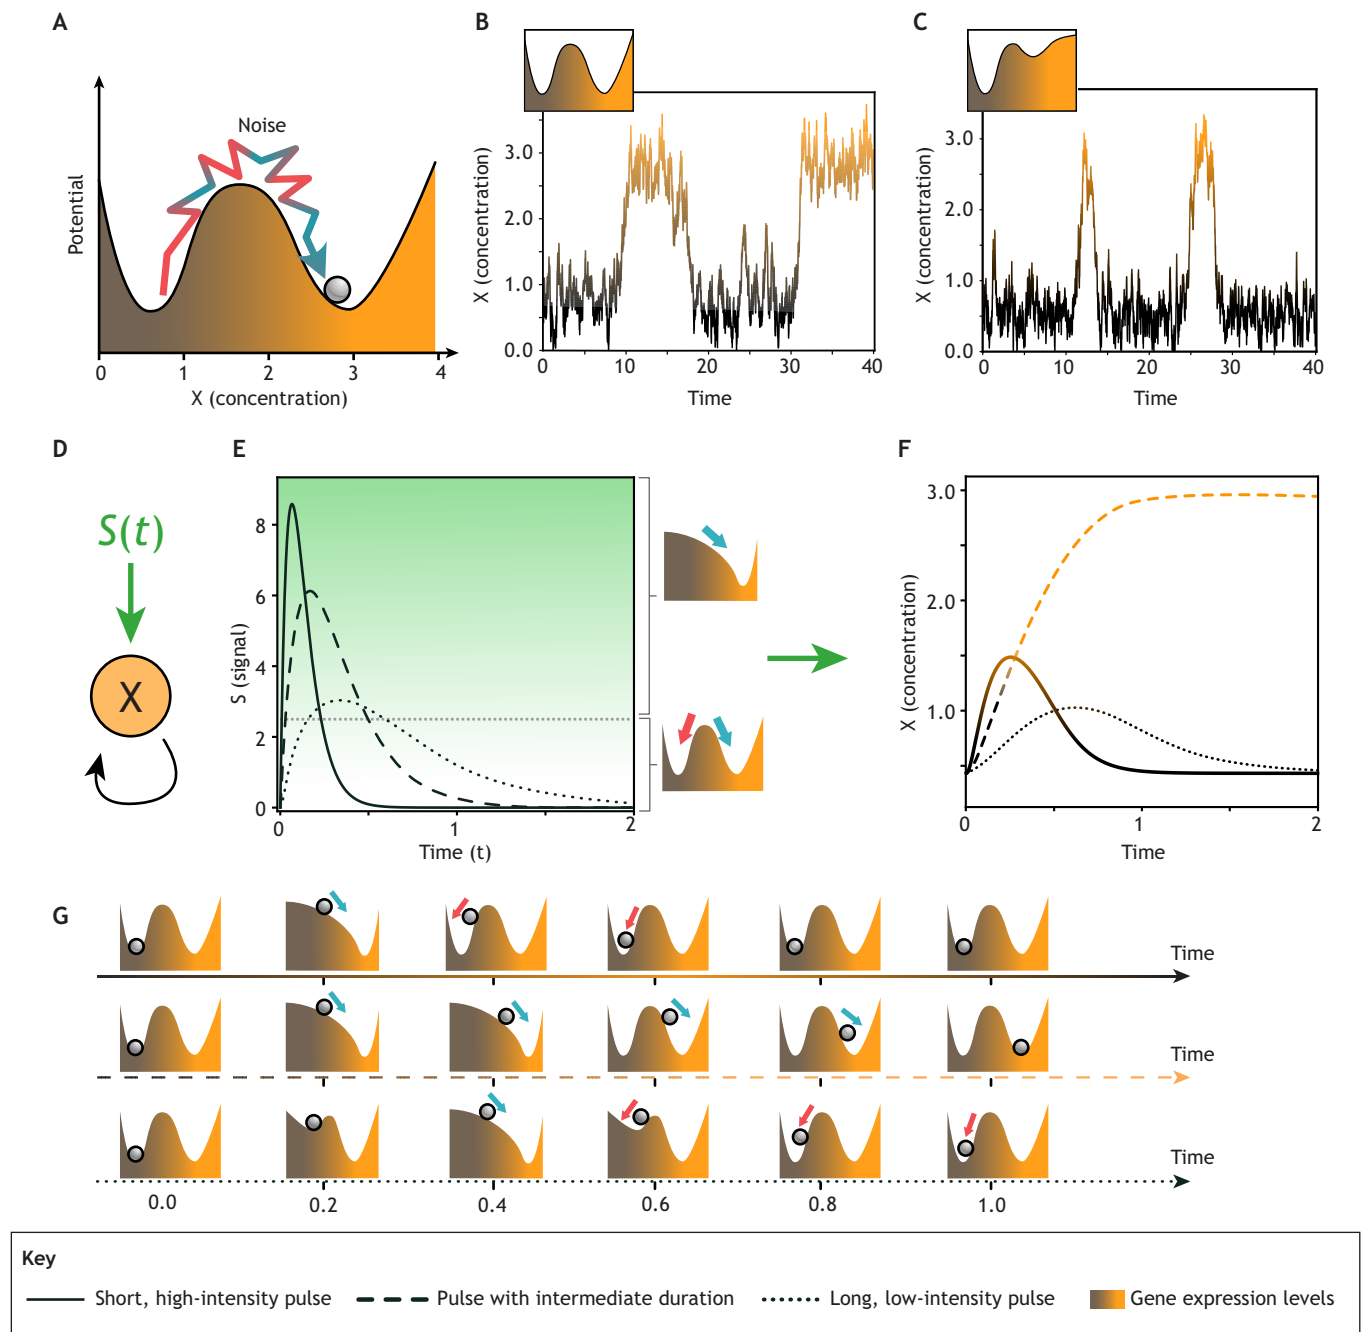 A
Potential
Noise
0
1
2
3
4
X (concentration)
B
X (concentration)
3.0
2.0
1.0
0.0
0
10
20
30
40
Time
C
X (concentration)
3.0
2.0
1.0
0.0
0
10
20
30
40
Time
D
S(t)
X
E
S (signal)
8
6
4
2
0
0
1
2
Time (t)
F
X (concentration)
3.0
2.0
1.0
0
1
2
Time
G
Time
Time
Time
0.0
0.2
0.4
0.6
0.8
1.0
Key
Short, high-intensity pulse
Pulse with intermediate duration
Long, low-intensity pulse
Gene expression levels